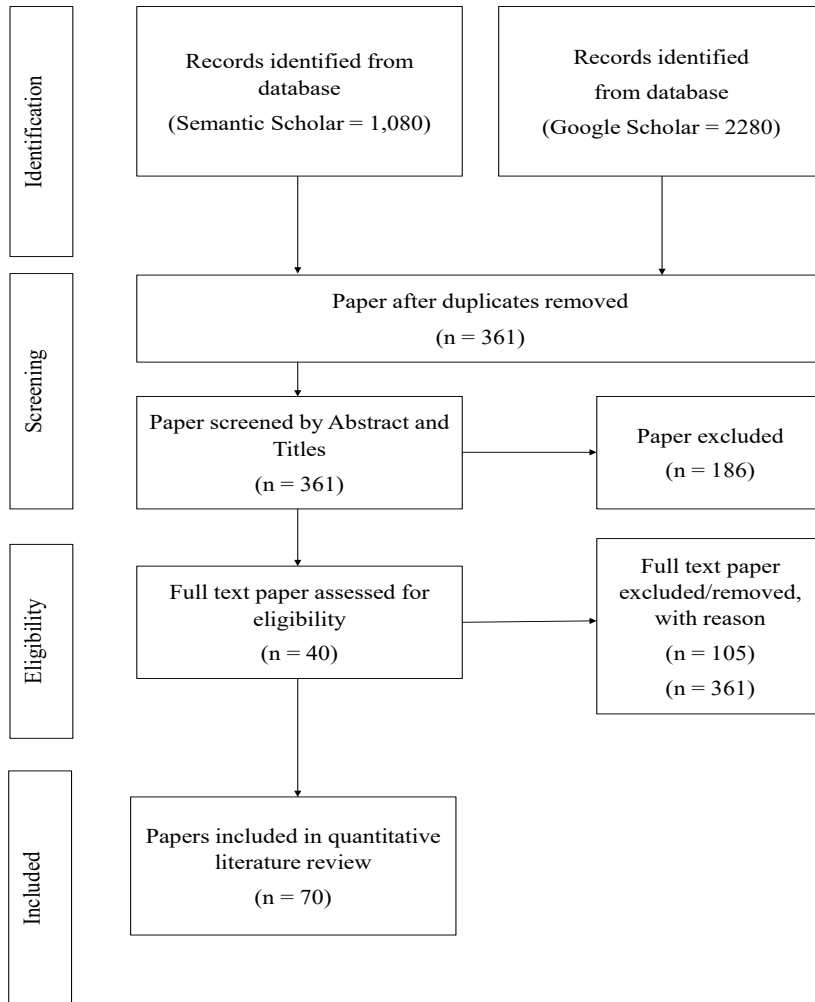 Identification
Records identified from
database
(Semantic Scholar = 1,080)
Records identified
from database
(Google Scholar = 2280)
Screening
Paper after duplicates removed
(n = 361)
Paper screened by Abstract and
Titles
(n = 361)
Paper excluded
(n = 186)
Eligibility
Full text paper assessed for
eligibility
(n = 40)
Full text paper
excluded/removed,
with reason
(n = 105)
(n = 361)
Included
Papers included in quantitative
literature review
(n = 70)